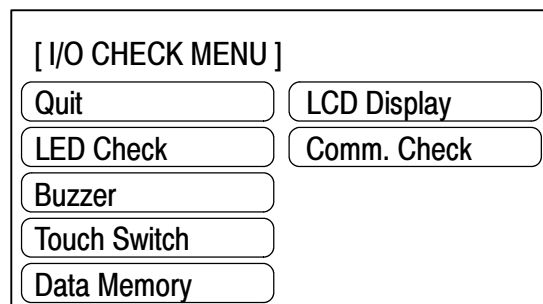 [ I/O CHECK MENU ]
Quit
LCD Display
LED Check
Comm. Check
Buzzer
Touch Switch
Data Memory